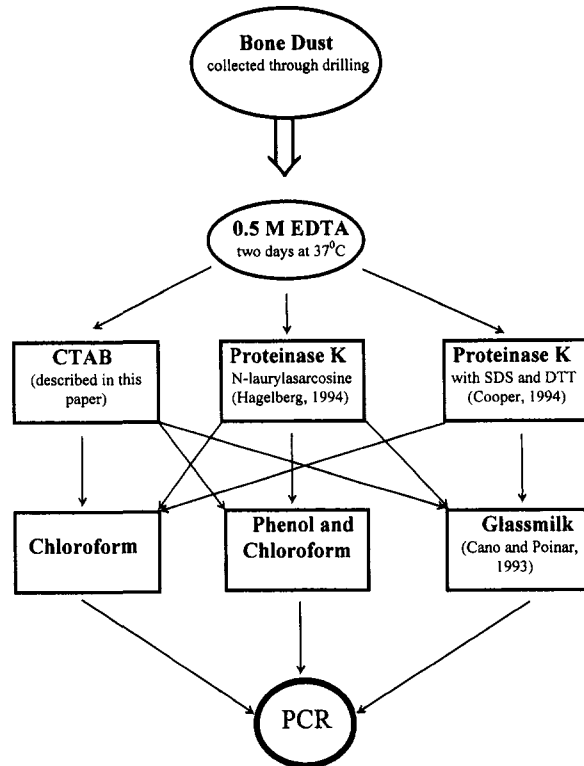 Bone Dust
collected through drilling
0.5 M EDTA
two days at 37⁰C
CTAB
(described in this
paper)
Proteinase K
N-laurylasarcosine
(Hagelberg, 1994)
Proteinase K
with SDS and DTT
(Cooper, 1994)
Chloroform
Phenol and
Chloroform
Glassmilk
(Cano and Poinar,
1993)
PCR